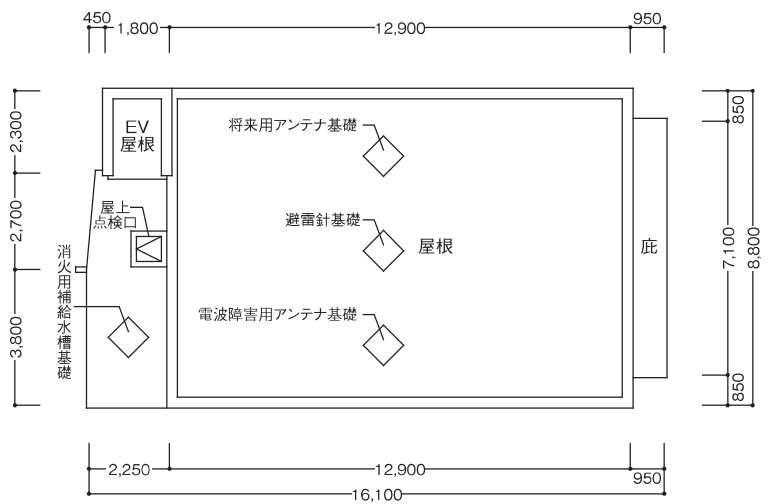 450
1,800
12,900
950
2,300
2,700
3,800
EV
屋根
将来用アンテナ基礎
屋上
点検口
避雷針基礎
屋根
庇
消火用補給水槽基礎
電波障害用アンテナ基礎
850
7,100
8,800
850
2,250
12,900
950
16,100